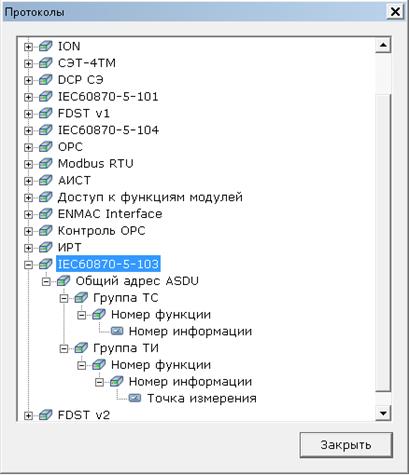 Протоколы
ION
СЭТ-4ТМ
DCP СЭ
IEC60870-5-101
FDST v1
IEC60870-5-104
OPC
Modbus RTU
АИСТ
Доступ к функциям модулей
ENMAC Interface
Контроль OPC
ИРТ
IEC60870-5-103
Общий адрес ASDU
Группа ТС
Номер функции
Номер информации
Группа ТИ
Номер функции
Номер информации
Точка измерения
FDST v2
Закрыть